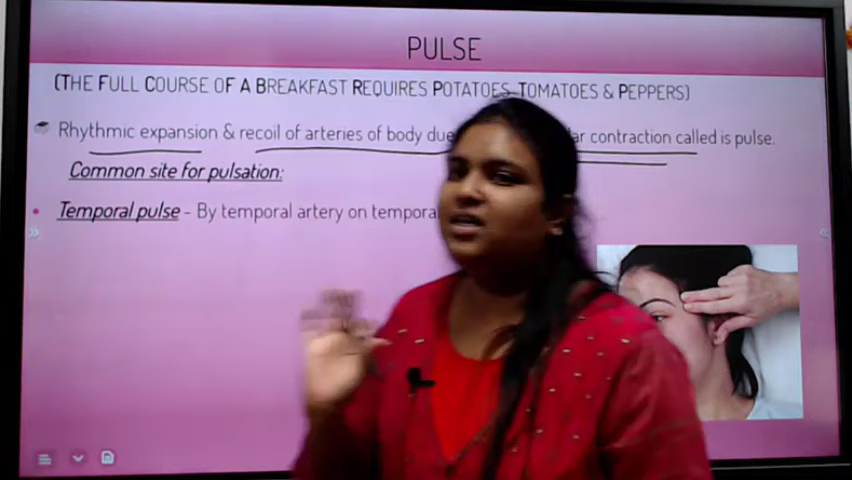 PULSE
(THE FULL COURSE OF A BREAKFAST REQUIRES POTATOES TOMATOES & PEPPERS)
Rhythmic expansion & recoil of arteries of body due contraction called is pulse.
Common site for pulsation:
Temporal pulse - By temporal artery on